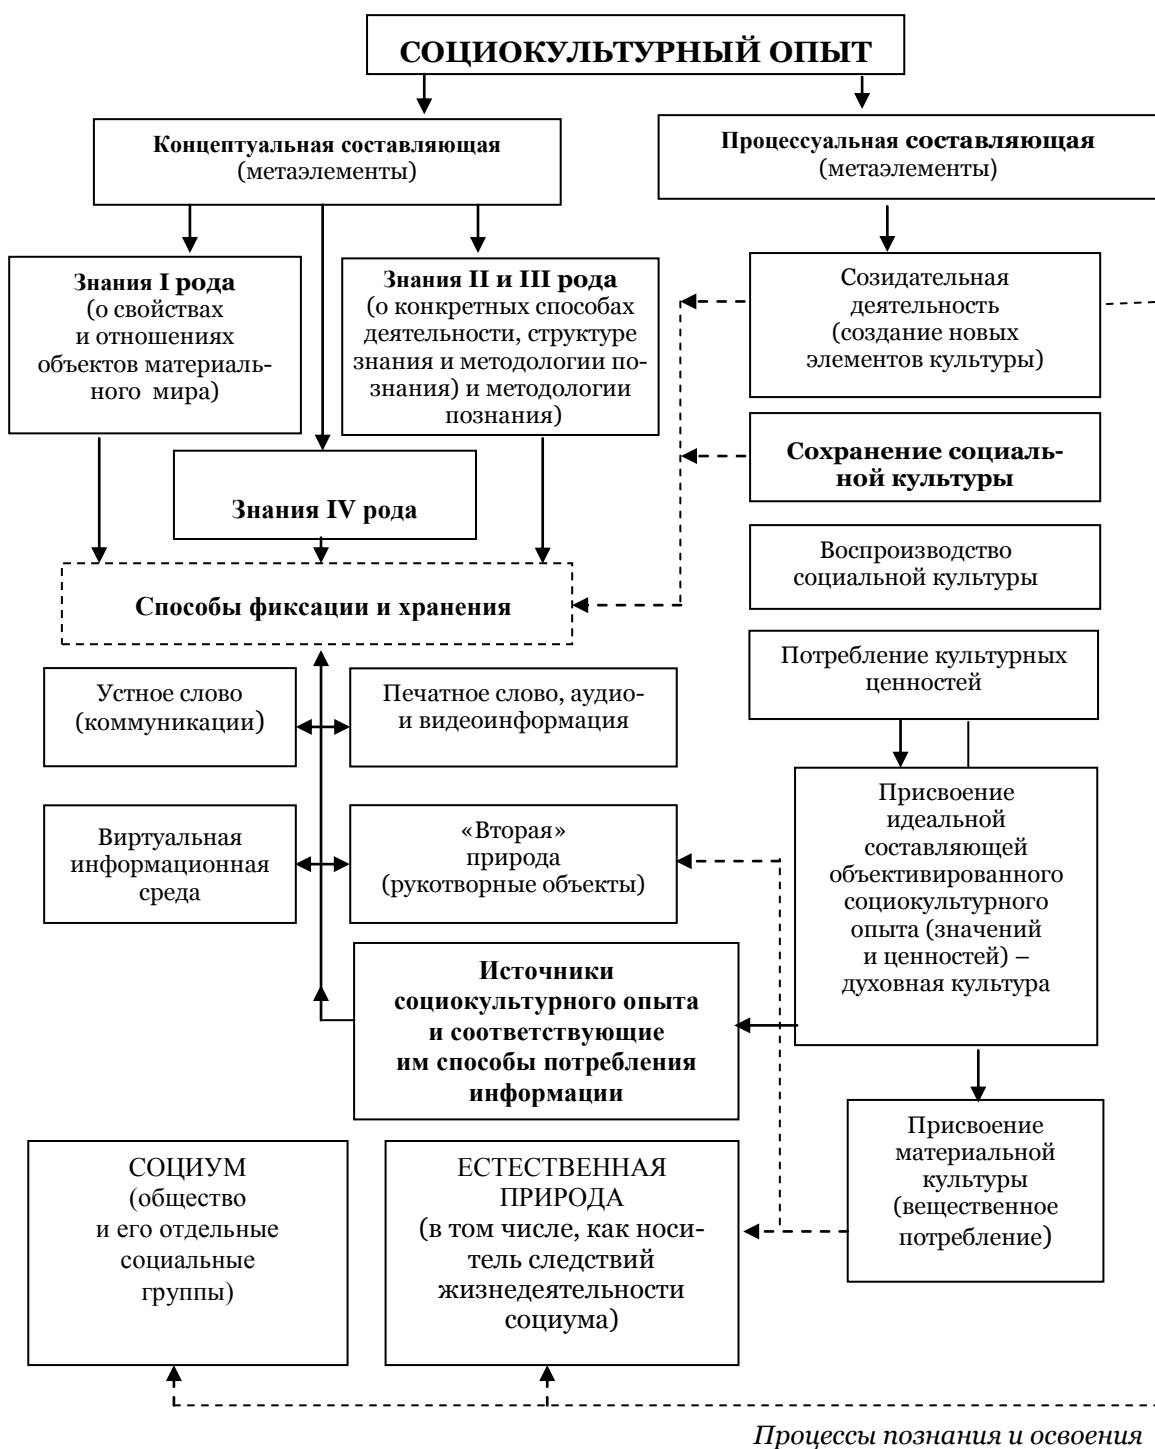 СОЦИОКУЛЬТУРНЫЙ ОПЫТ
Концептуальная составляющая
(метаэлементы)
Процессуальная составляющая
(метаэлементы)
Знания I рода
(о свойствах
и отношениях
объектов материаль-
ного мира)
Знания II и III рода
(о конкретных способах
деятельности, структуре
знания и методологии по-
знания) и методологии
познания)
Созидательная
деятельность
(создание новых
элементов культуры)
Знания IV рода
Сохранение социаль-
ной культуры
Воспроизводство
социальной культуры
Способы фиксации и хранения
Потребление культурных
ценностей
Устное слово
(коммуникации)
Печатное слово, аудио-
и видеоинформация
Виртуальная
информационная
среда
«Вторая»
природа
(рукотворные объекты)
Присвоение
идеальной
составляющей
объективированного
социокультурного
опыта (значений
и ценностей) –
духовная культура
Источники
социокультурного опыта
и соответствующие
им способы потребления
информации
Присвоение
материальной
культуры
(вещественное
потребление)
СОЦИУМ
(общество
и его отдельные
социальные
группы)
ЕСТЕСТВЕННАЯ
ПРИРОДА
(в том числе, как носи-
тель следствий
жизнедеятельности
социума)
Процессы познания и освоения